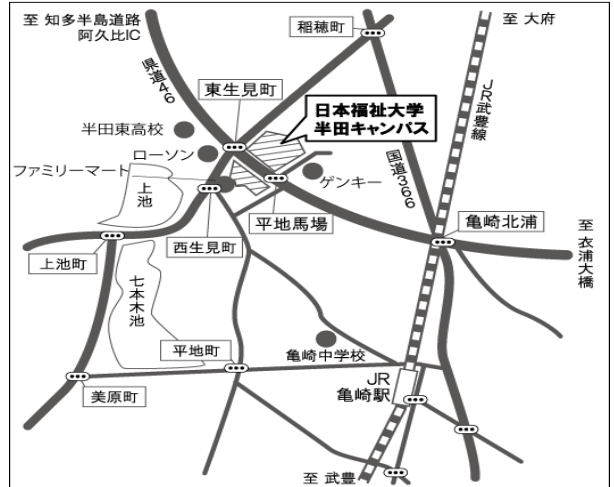 至 知多半島道路
阿久比IC
至 大府
稲穂町
県道46
JR武豊線
東生見町
日本福祉大学
半田キャンパス
半田東高校
ローソン
ファミリーマート
上池
ゲンキー
国道366
西生見町
平地馬場
亀崎北浦
至 衣浦大橋
上池町
七本木池
平地町
亀崎中学校
美原町
JR
亀崎駅
至 武豊